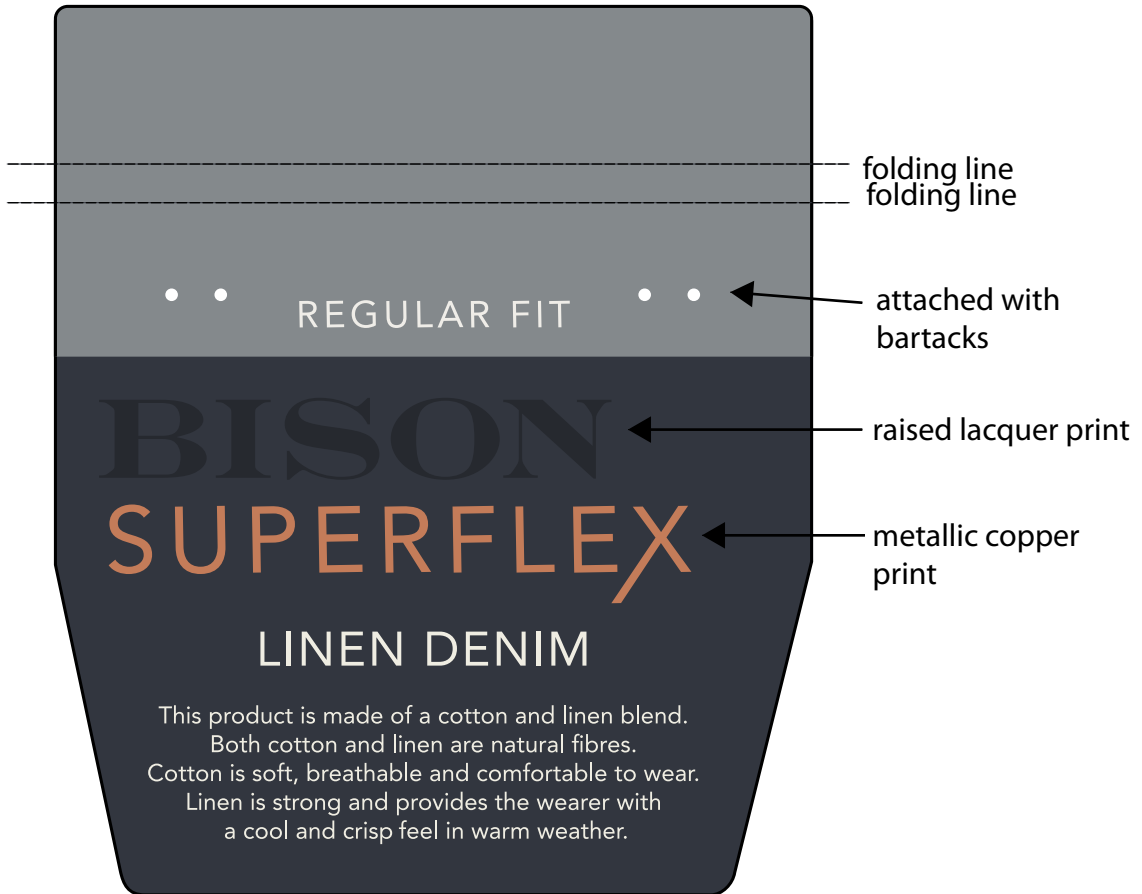 folding line
folding line
attached with
bartacks
REGULAR FIT
BISON
raised lacquer print
SUPERFLEX
metallic copper
print
LINEN DENIM
This product is made of a cotton and linen blend.
Both cotton and linen are natural fibres.
Cotton is soft, breathable and comfortable to wear.
Linen is strong and provides the wearer with
a cool and crisp feel in warm weather.